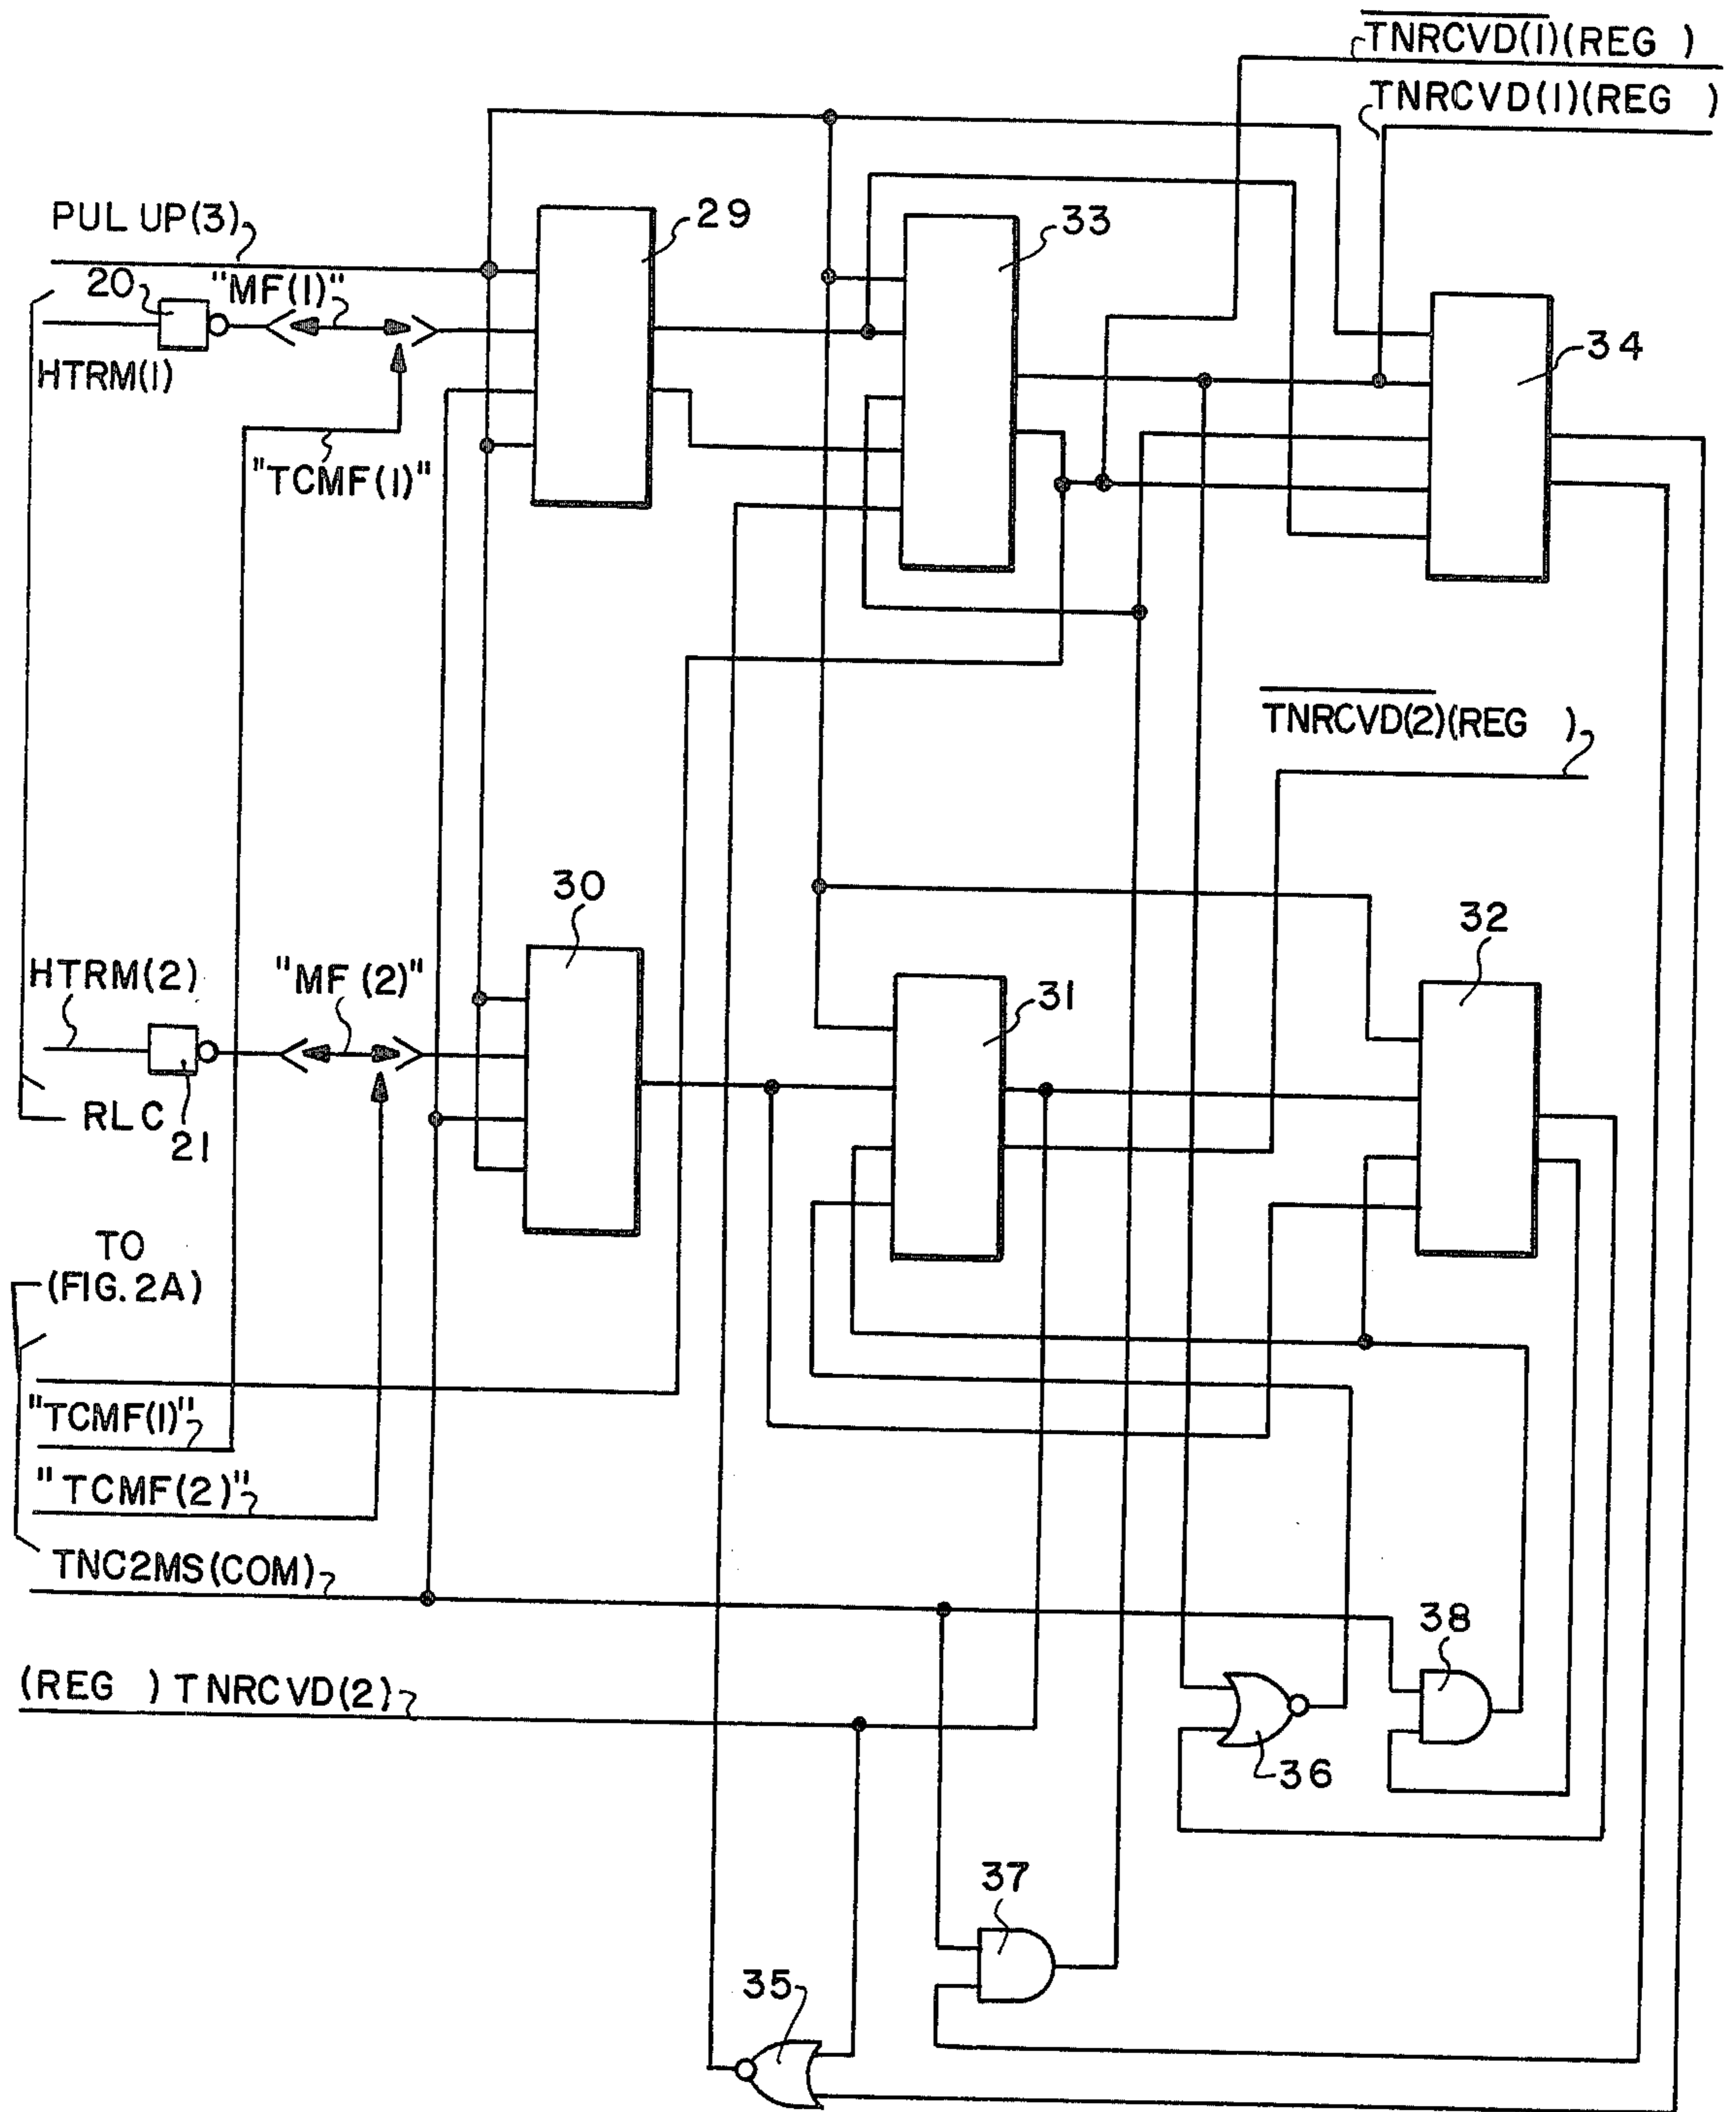 TNRCVD(1)(REG )
TNRCVD(1)(REG )
PUL UP(3)
29
33
20
"MF(1)"
34
HTRM(1)
"TCMF(1)"
TNRCVD(2)(REG )
30
32
HTRM(2)
"MF(2)"
31
RLC
21
TO
(FIG. 2A)
"TCMF(1)"
"TCMF(2)"
TNC2MS(COM)
38
(REG ) TNRCVD(2)
36
37
35